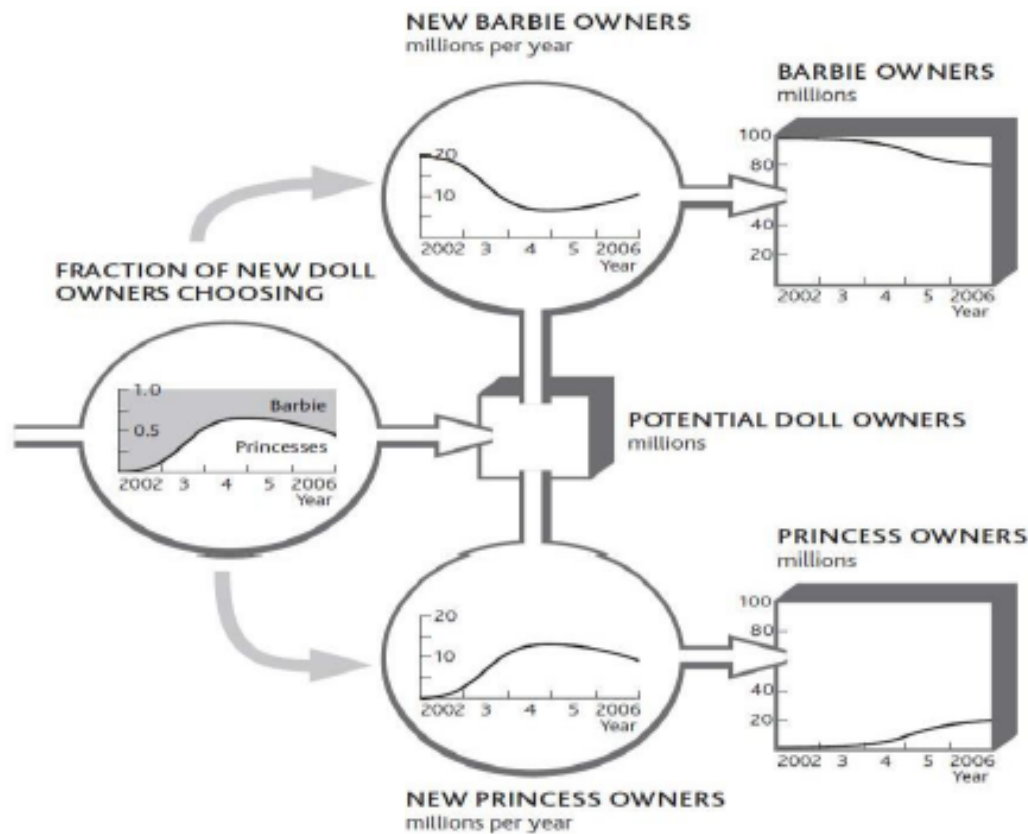 NEW BARBIE OWNERS
millions per year
20
10
2002 3 4 5 2006
Year
BARBIE OWNERS
millions
100
80
40
20
2002 3 4 5 2006
Year
FRACTION OF NEW DOLL
OWNERS CHOOSING
1.0
0.5
Barbie
Princesses
2002 3 4 5 2006
Year
POTENTIAL DOLL OWNERS
millions
PRINCESS OWNERS
millions
100
80
40
20
2002 3 4 5 2006
Year
20
10
2002 3 4 5 2006
Year
NEW PRINCESS OWNERS
millions per year